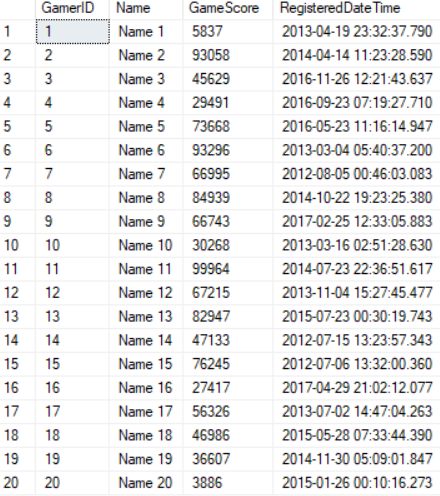 GamerID Name GameScore RegisteredDateTime
1 1 Name 1 5837 2013-04-19 23:32:37.790
2 2 Name 2 93058 2014-04-14 11:23:28.590
3 3 Name 3 45629 2016-11-26 12:21:43.637
4 4 Name 4 29491 2016-09-23 07:19:27.710
5 5 Name 5 73668 2016-05-23 11:16:14.947
6 6 Name 6 93296 2013-03-04 05:40:37.200
7 7 Name 7 66995 2012-08-05 00:46:03.083
8 8 Name 8 84939 2014-10-22 19:23:25.380
9 9 Name 9 66743 2017-02-25 12:33:05.883
10 10 Name 10 30268 2013-03-16 02:51:28.630
11 11 Name 11 99964 2014-07-23 22:36:51.617
12 12 Name 12 67215 2013-11-04 15:27:45.477
13 13 Name 13 82947 2015-07-23 00:30:19.743
14 14 Name 14 47133 2012-07-15 13:23:57.343
15 15 Name 15 76245 2012-07-06 13:32:00.360
16 16 Name 16 27417 2017-04-29 21:02:12.077
17 17 Name 17 56326 2013-07-02 14:47:04.263
18 18 Name 18 46986 2015-05-28 07:33:44.390
19 19 Name 19 36607 2014-11-30 05:09:01.847
20 20 Name 20 3886 2015-01-26 00:10:16.273